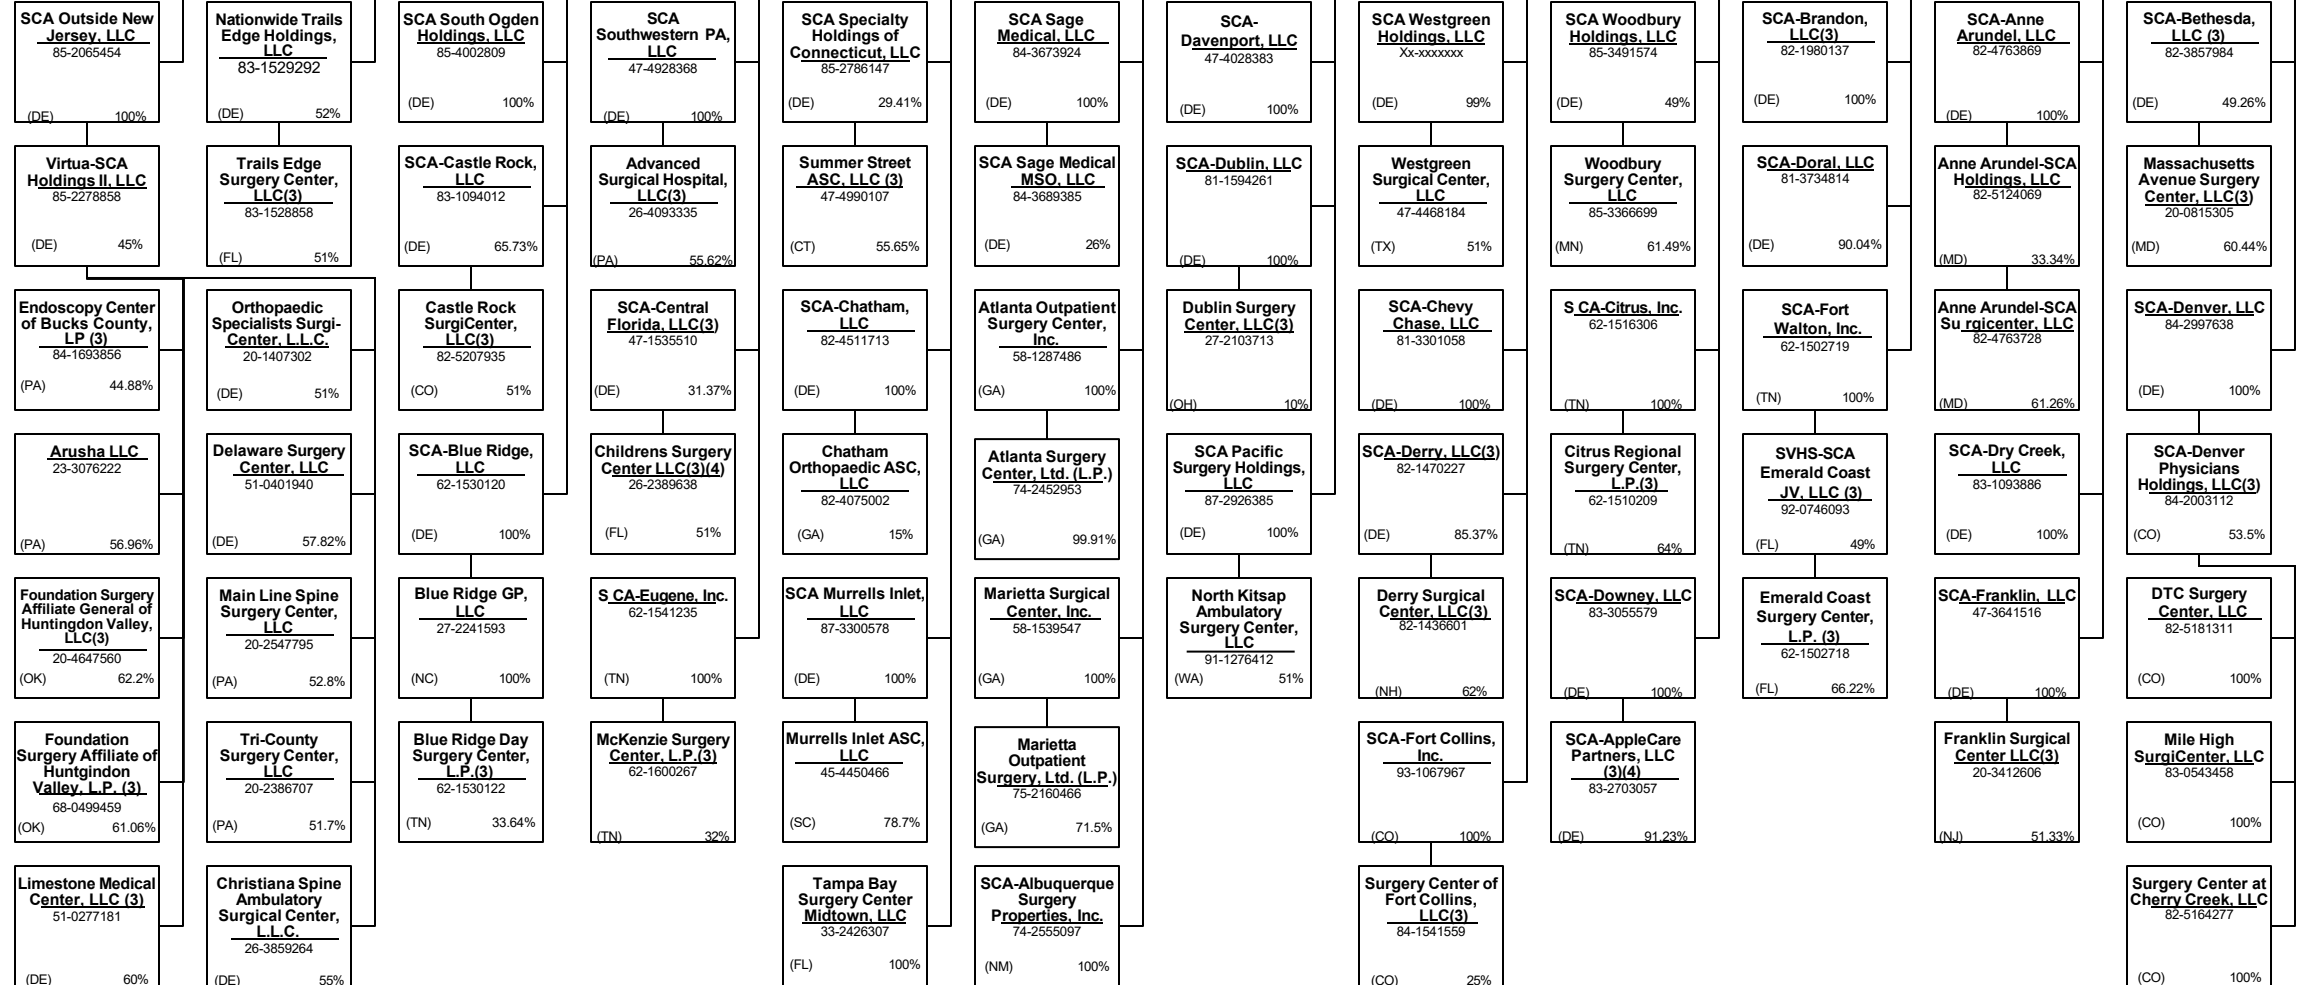 SCA Outside New
Jersey, LLC
85-2065454
(DE) 100%
Virtua-SCA
Holdings II, LLC
85-2278858
(DE) 45%
Endoscopy Center
of Bucks County,
LP (3)
84-1693856
(PA) 44.88%
Arusha LLC
23-3076222
(PA) 56.96%
Foundation Surgery
Affiliate General of
Huntingdon Valley,
LLC(3)
20-4647560
(OK) 62.2%
Foundation
Surgery Affiliate of
Huntgindon
Valley, L.P. (3)
68-0499459
(OK) 61.06%
Limestone Medical
Center, LLC (3)
51-0277181
(DE) 60%
Nationwide Trails
Edge Holdings,
LLC
83-1529292
(DE) 52%
Trails Edge
Surgery Center,
LLC(3)
83-1528858
(FL) 51%
Orthopaedic
Specialists Surgi-
Center, L.L.C.
20-1407302
(DE) 51%
Delaware Surgery
Center, LLC
51-0401940
(DE) 57.82%
Main Line Spine
Surgery Center,
LLC
20-2547795
(PA) 52.8%
Tri-County
Surgery Center,
LLC
20-2386707
(PA) 51.7%
Christiana Spine
Ambulatory
Surgical Center,
L.L.C.
26-3859264
(DE) 55%
SCA South Ogden
Holdings, LLC
85-4002809
(DE) 100%
SCA-Castle Rock,
LLC
83-1094012
(DE) 65.73%
Castle Rock
SurgiCenter,
LLC(3)
82-5207935
(CO) 51%
SCA-Blue Ridge,
LLC
62-1530120
(DE) 100%
Blue Ridge GP,
LLC
27-2241593
(NC) 100%
Blue Ridge Day
Surgery Center,
L.P.(3)
62-1530122
(TN) 33.64%
SCA
Southwestern PA,
LLC
47-4928368
(DE) 100%
Advanced
Surgical Hospital,
LLC(3)
26-4093335
(PA) 55.62%
SCA-Central
Florida, LLC(3)
47-1535510
(DE) 31.37%
Childrens Surgery
Center LLC(3)(4)
26-2389638
(FL) 51%
S CA-Eugene, Inc.
62-1541235
(TN) 100%
McKenzie Surgery
Center, L.P.(3)
62-1600267
(TN) 32%
SCA Specialty
Holdings of
Connecticut, LLC
85-2786147
(DE) 29.41%
Summer Street
ASC, LLC (3)
47-4990107
(CT) 55.65%
SCA-Chatham,
LLC
82-4511713
(DE) 100%
Chatham
Orthopaedic ASC,
LLC
82-4075002
(GA) 15%
SCA Murrells Inlet,
LLC
87-3300578
(DE) 100%
Murrells Inlet ASC,
LLC
45-4450466
(SC) 78.7%
Tampa Bay
Surgery Center
Midtown, LLC
33-2426307
(FL) 100%
SCA Sage
Medical, LLC
84-3673924
(DE) 100%
SCA Sage Medical
MSO, LLC
84-3689385
(DE) 26%
Atlanta Outpatient
Surgery Center,
Inc.
58-1287486
(GA) 100%
Atlanta Surgery
Center, Ltd. (L.P.)
74-2452953
(GA) 99.91%
Marietta Surgical
Center, Inc.
58-1539547
(GA) 100%
Marietta
Outpatient
Surgery, Ltd. (L.P.)
75-2160466
(GA) 71.5%
SCA-Albuquerque
Surgery
Properties, Inc.
74-2555097
(NM) 100%
SCA-
Davenport, LLC
47-4028383
(DE) 100%
SCA-Dublin, LLC
81-1594261
(DE) 100%
Dublin Surgery
Center, LLC(3)
27-2103713
(OH) 10%
SCA Pacific
Surgery Holdings,
LLC
87-2926385
(DE) 100%
North Kitsap
Ambulatory
Surgery Center,
LLC
91-1276412
(WA) 51%
SCA Westgreen
Holdings, LLC
Xx-xxxxxxx
(DE) 99%
Westgreen
Surgical Center,
LLC
47-4468184
(TX) 51%
SCA-Chevy
Chase, LLC
81-3301058
(DE) 100%
SCA-Derry, LLC(3)
82-1470227
(DE) 85.37%
Derry Surgical
Center, LLC(3)
82-1436601
(NH) 62%
SCA-Fort Collins,
Inc.
93-1067967
(CO) 100%
Surgery Center of
Fort Collins,
LLC(3)
84-1541559
(CO) 25%
SCA Woodbury
Holdings, LLC
85-3491574
(DE) 49%
Woodbury
Surgery Center,
LLC
85-3366699
(MN) 61.49%
S CA-Citrus, Inc.
62-1516306
(TN) 100%
Citrus Regional
Surgery Center,
L.P.(3)
62-1510209
(TN) 64%
SCA-Downey, LLC
83-3055579
(DE) 100%
SCA-AppleCare
Partners, LLC
(3)(4)
83-2703057
(DE) 91.23%
SCA-Brandon,
LLC(3)
82-1980137
(DE) 100%
SCA-Doral, LLC
81-3734814
(DE) 90.04%
SCA-Fort
Walton, Inc.
62-1502719
(TN) 100%
SVHS-SCA
Emerald Coast
JV, LLC (3)
92-0746093
(FL) 49%
Emerald Coast
Surgery Center,
L.P. (3)
62-1502718
(FL) 66.22%
SCA-Anne
Arundel, LLC
82-4763869
(DE) 100%
Anne Arundel-SCA
Holdings, LLC
82-5124069
(MD) 33.34%
Anne Arundel-SCA
Su rgicenter, LLC
82-4763728
(MD) 61.26%
SCA-Dry Creek,
LLC
83-1093886
(DE) 100%
SCA-Franklin, LLC
47-3641516
(DE) 100%
Franklin Surgical
Center LLC(3)
20-3412606
(NJ) 51.33%
SCA-Bethesda,
LLC (3)
82-3857984
(DE) 49.26%
Massachusetts
Avenue Surgery
Center, LLC(3)
20-0815305
(MD) 60.44%
SCA-Denver, LLC
84-2997638
(DE) 100%
SCA-Denver
Physicians
Holdings, LLC(3)
84-2003112
(CO) 53.5%
DTC Surgery
Center, LLC
82-5181311
(CO) 100%
Mile High
SurgiCenter, LLC
83-0543458
(CO) 100%
Surgery Center at
Cherry Creek, LLC
82-5164277
(CO) 100%